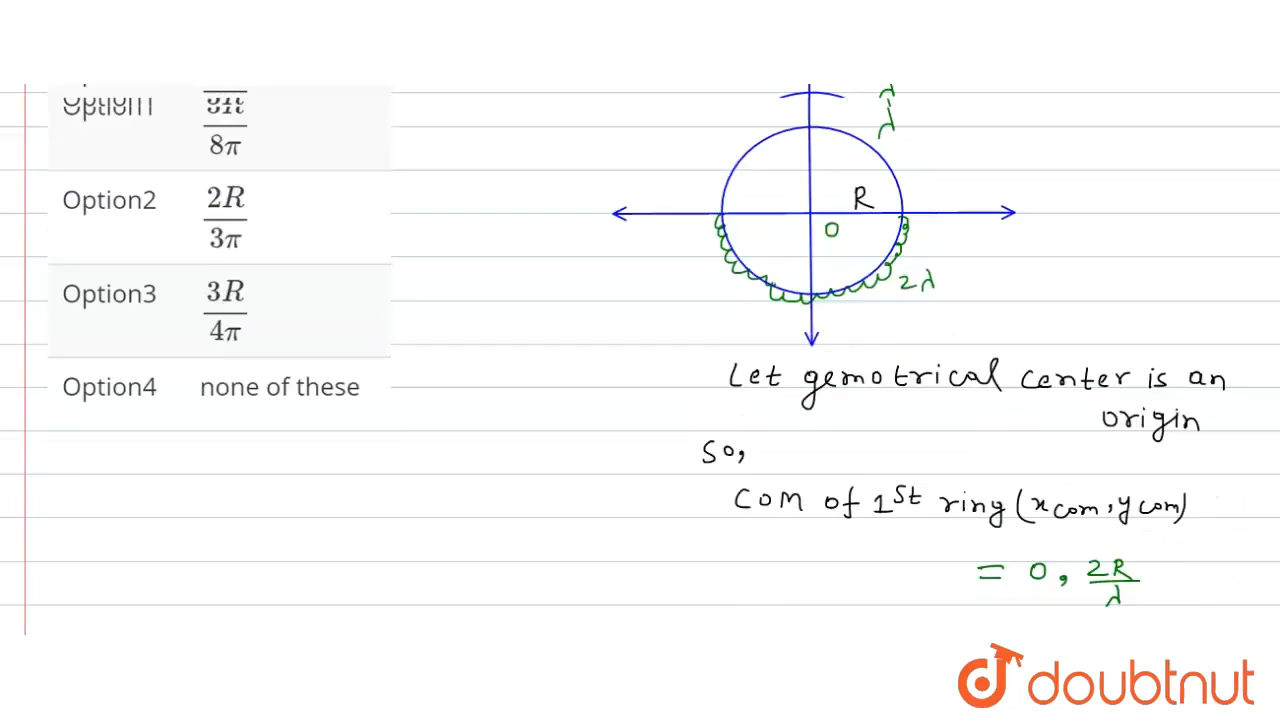 8π
Option2 2R
3π
Option3 3R
4π
Option4 none of these
λ
R
0
2λ
Let gemotrical center is an
origin
so,
COM of 1st ring (xcom, ycom)
= 0, 2R
λ
doubtnut